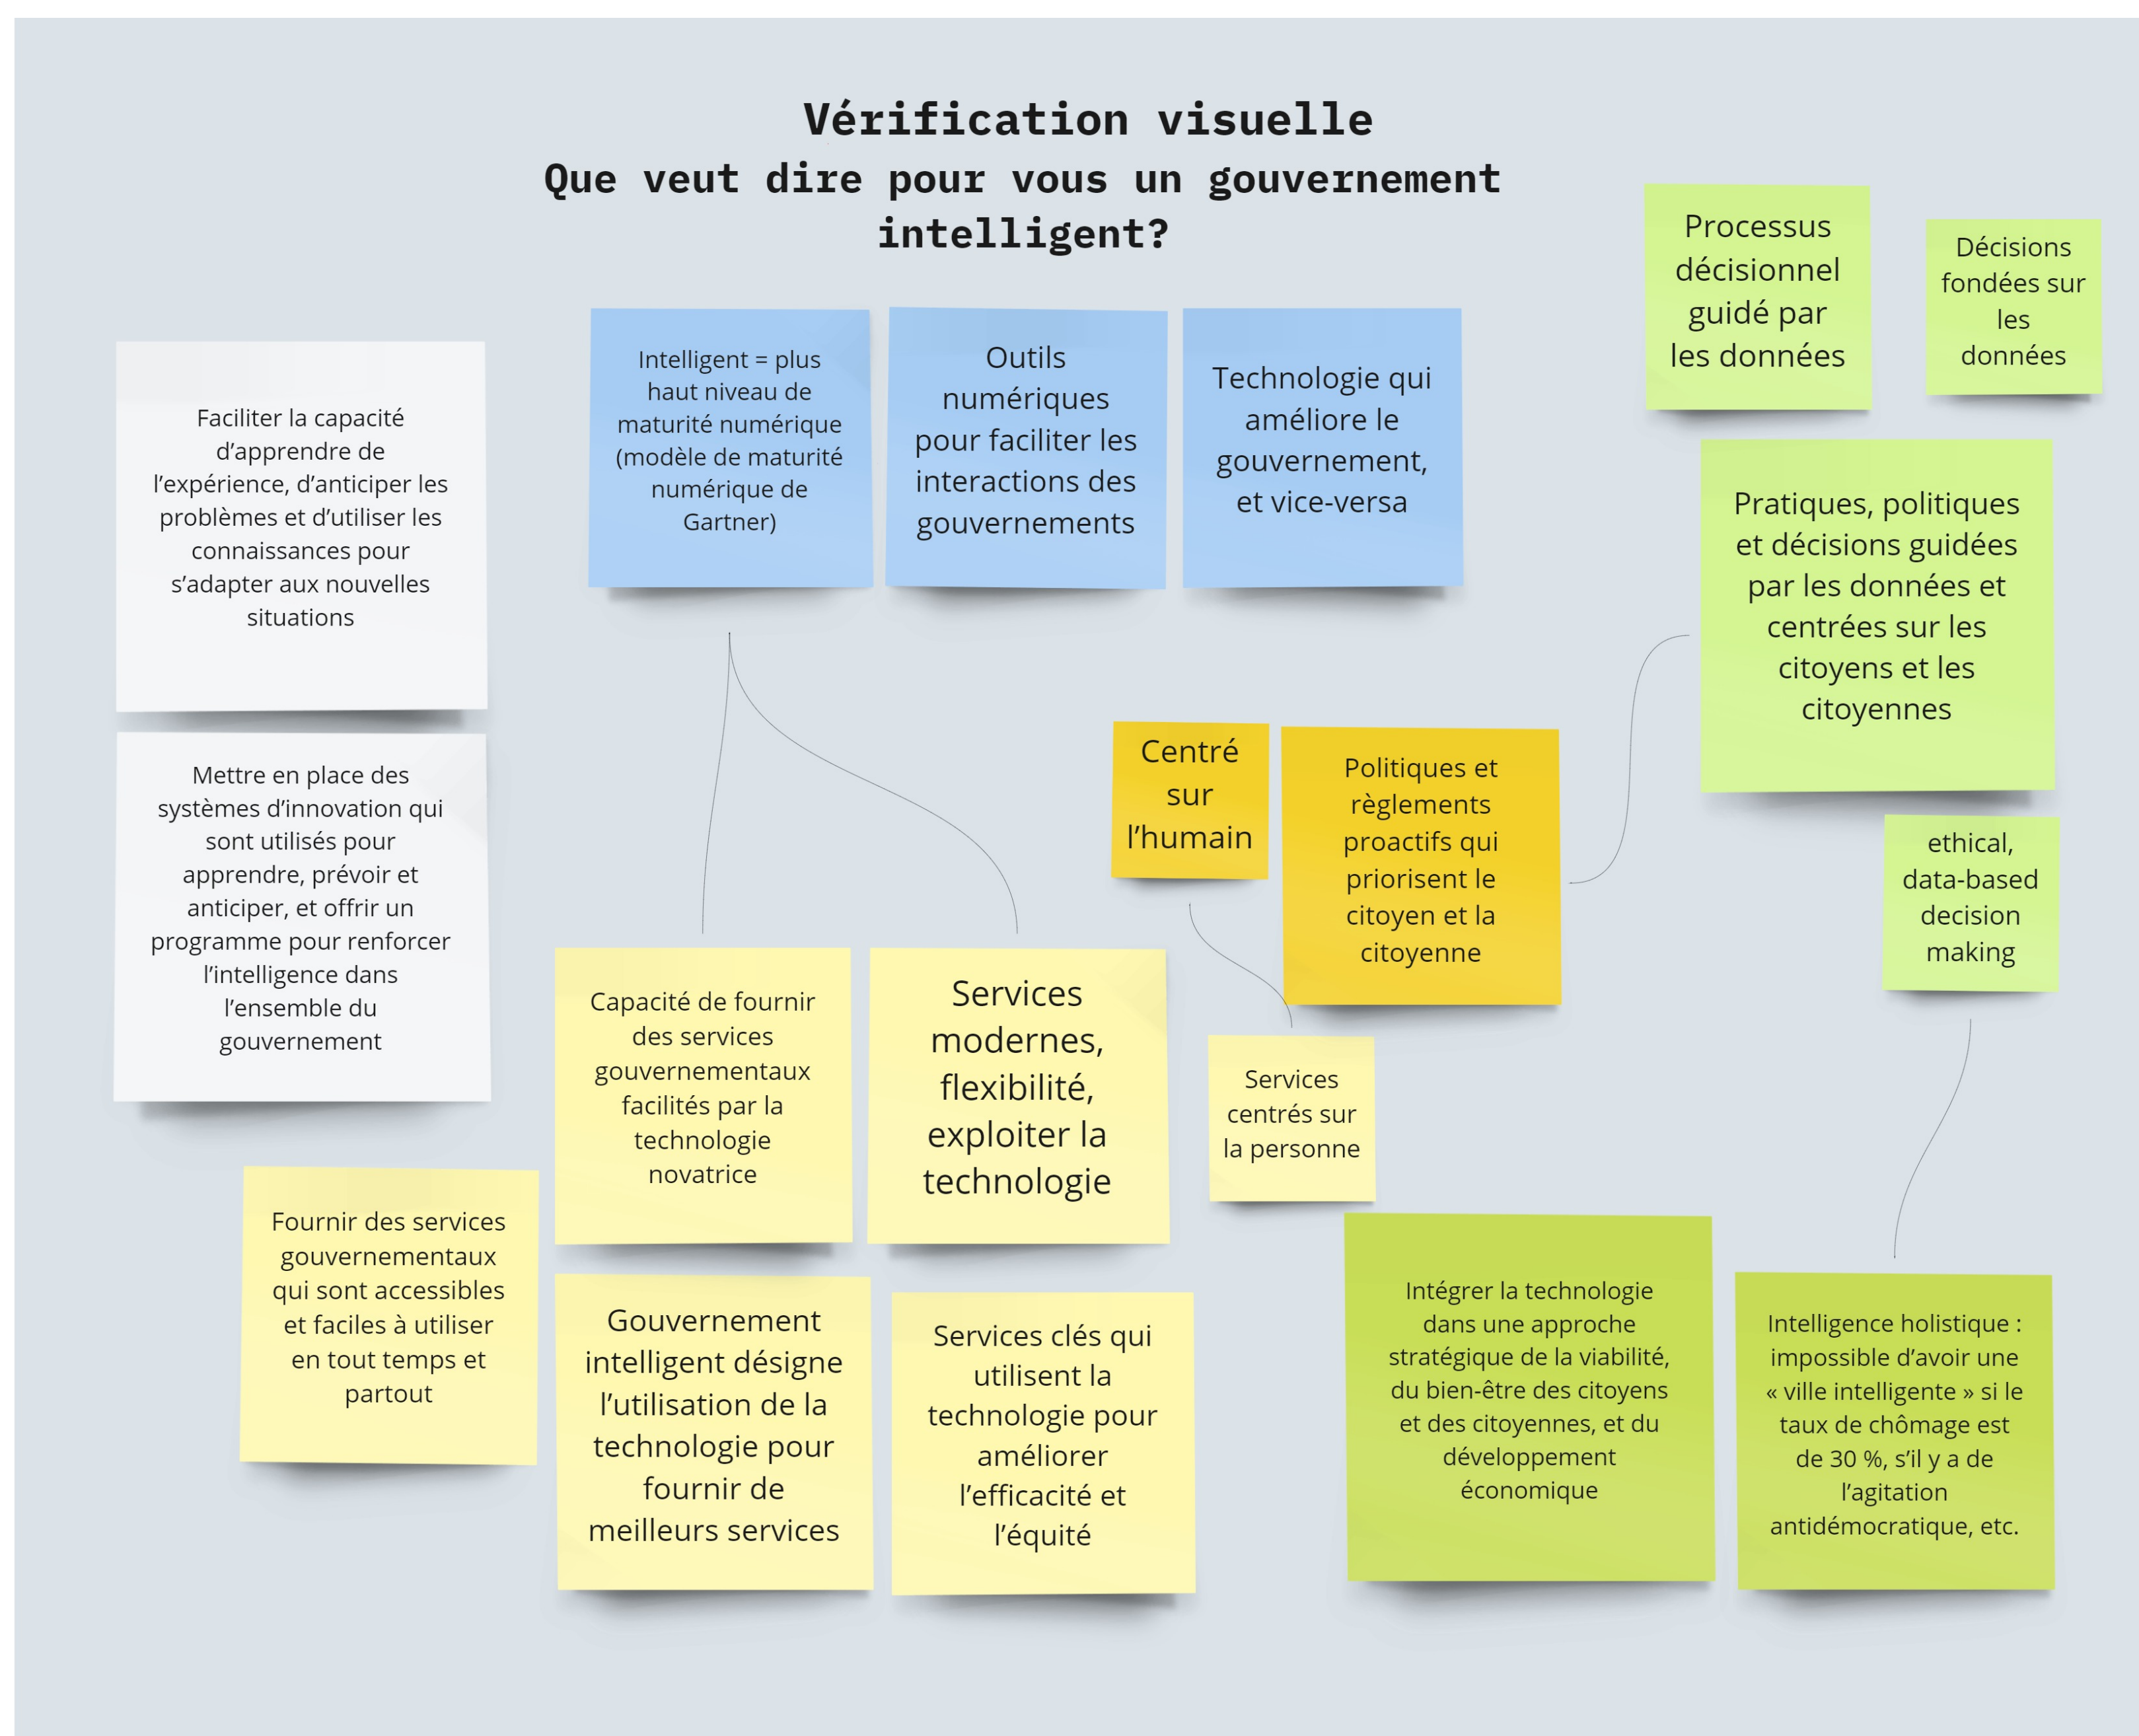 Vérification visuelle
Que veut dire pour vous un gouvernement
intelligent?
Faciliter la capacité
d’apprendre de
l’expérience, d’anticiper les
problèmes et d’utiliser les
connaissances pour
s’adapter aux nouvelles
situations
Mettre en place des
systèmes d’innovation qui
sont utilisés pour
apprendre, prévoir et
anticiper, et offrir un
programme pour renforcer
l’intelligence dans
l’ensemble du
gouvernement
Intelligent = plus
haut niveau de
maturité numérique
(modèle de maturité
numérique de
Gartner)
Outils
numériques
pour faciliter les
interactions des
gouvernements
Technologie qui
améliore le
gouvernement,
et vice-versa
Processus
décisionnel
guidé par
les données
Décisions
fondées sur
les
données
Pratiques, politiques
et décisions guidées
par les données et
centrées sur les
citoyens et les
citoyennes
ethical,
data-based
decision
making
Centré
sur
l’humain
Politiques et
règlements
proactifs qui
priorisent le
citoyen et la
citoyenne
Services
centrés sur
la personne
Capacité de fournir
des services
gouvernementaux
facilités par la
technologie
novatrice
Services
modernes,
flexibilité,
exploiter la
technologie
Fournir des services
gouvernementaux
qui sont accessibles
et faciles à utiliser
en tout temps et
partout
Gouvernement
intelligent désigne
l’utilisation de la
technologie pour
fournir de
meilleurs services
Services clés qui
utilisent la
technologie pour
améliorer
l’efficacité et
l’équité
Intégrer la technologie
dans une approche
stratégique de la viabilité,
du bien-être des citoyens
et des citoyennes, et du
développement
économique
Intelligence holistique :
impossible d’avoir une
« ville intelligente » si le
taux de chômage est
de 30 %, s’il y a de
l’agitation
antidémocratique, etc.